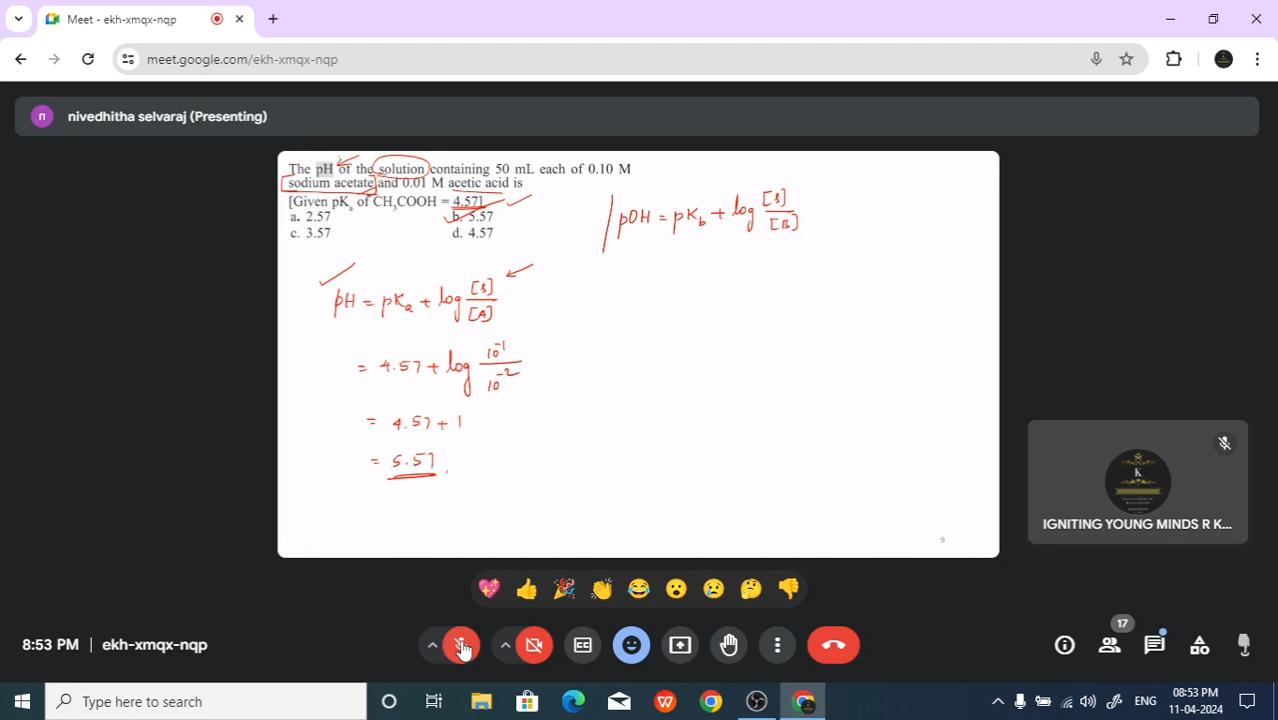 Meet - ekh-xmqx-nqp
meet.google.com/ekh-xmqx-nqp
n
nivedhitha selvaraj (Presenting)
The pH of the solution containing 50 mL each of 0.10 M
sodium acetate and 0.01 M acetic acid is
[Given pKa of CH3COOH = 4.57]
a. 2.57 b. 5.57
c. 3.57 d. 4.57
pOH = pKb + log [S]/[B]
pH = pKa + log [S]/[A]
= 4.57 + log 10^-1/10^-2
= 4.57 + 1
= 5.57
9
K
IGNITING YOUNG MINDS R K...
8:53 PM | ekh-xmqx-nqp
CC
17
Type here to search
W
ENG
08:53 PM
11-04-2024